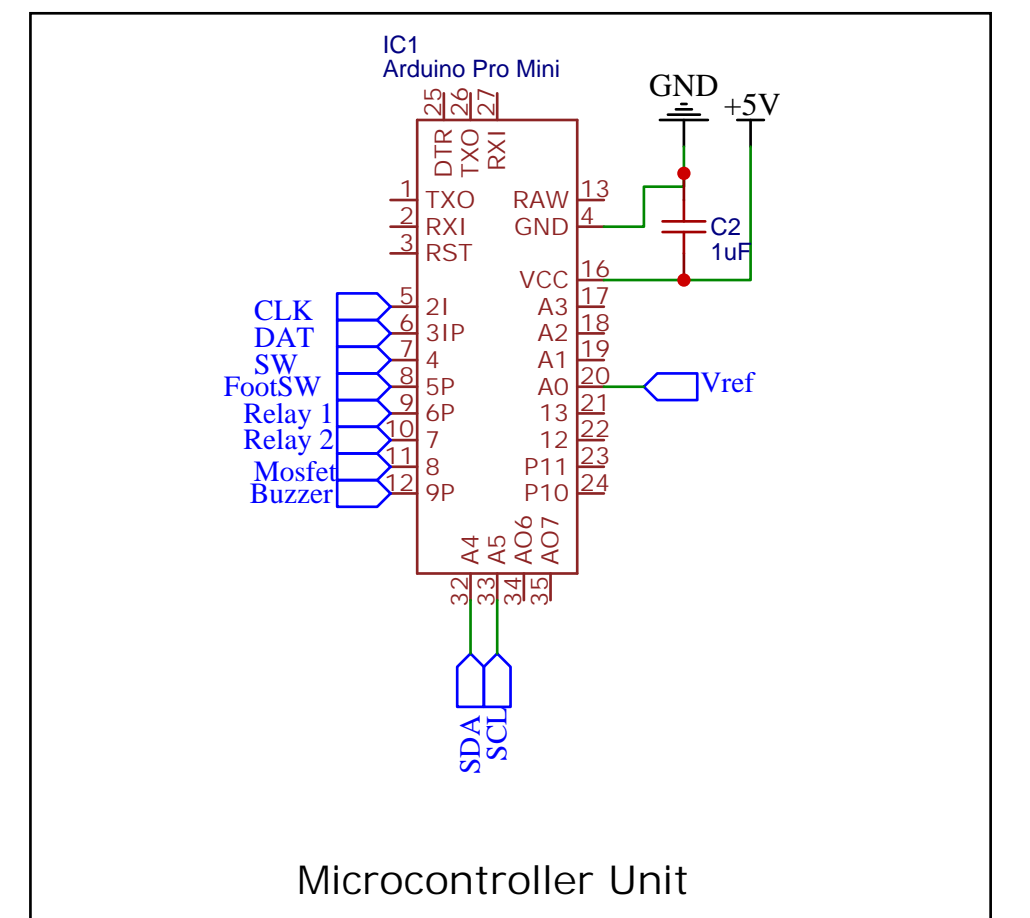 IC1
Arduino Pro Mini
GND
+5V
25
26
27
DTR
TXO
RXI
1
TXO
2
RXI
3
RST
RAW
13
GND
4
C2
1uF
VCC
16
CLK
5
2I
A3
17
DAT
6
3IP
A2
18
SW
7
4
A1
19
FootSW
8
5P
A0
20
Vref
Relay 1
9
6P
13
21
Relay 2
10
7
12
22
Mosfet
11
8
P11
23
Buzzer
12
9P
P10
24
A4
A5
AO6
AO7
32
33
34
35
SDA
SCL
Microcontroller Unit